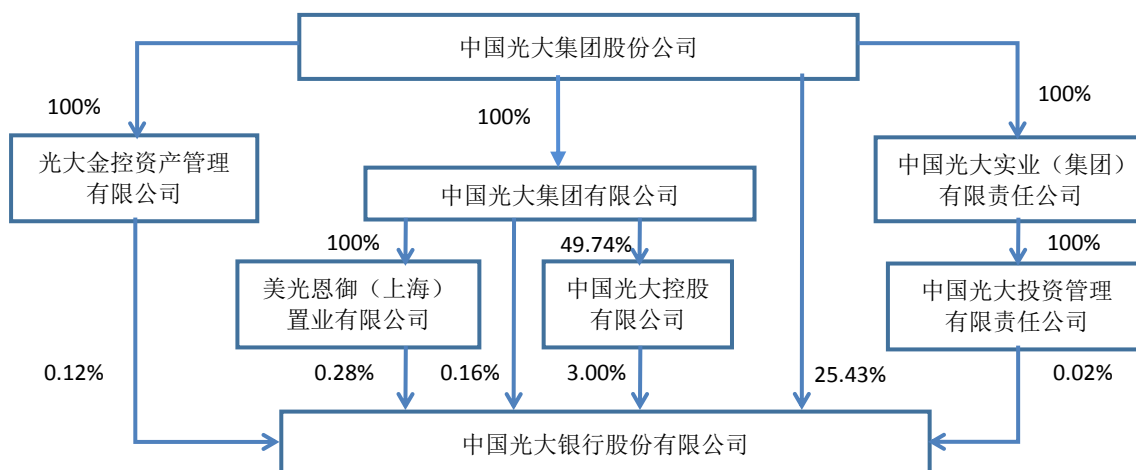 中国光大集团股份公司
100%
100%
100%
光大金控资产管理
有限公司
中国光大实业（集团）
有限责任公司
中国光大集团有限公司
100%
49.74%
100%
美光恩御（上海）
置业有限公司
中国光大控股
有限公司
中国光大投资管理
有限责任公司
0.12%
0.28%
0.16%
3.00%
25.43%
0.02%
中国光大银行股份有限公司